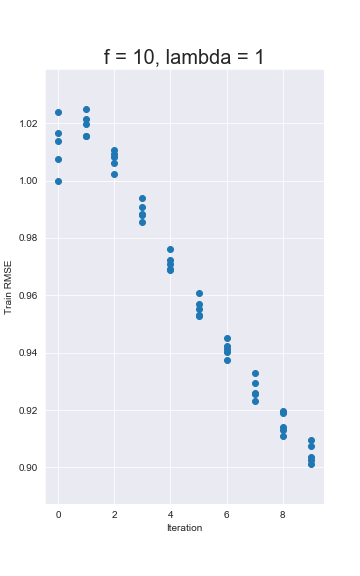 f = 10, lambda = 1
Train RMSE
1.02
1.00
0.98
0.96
0.94
0.92
0.90
0 2 4 6 8
Iteration